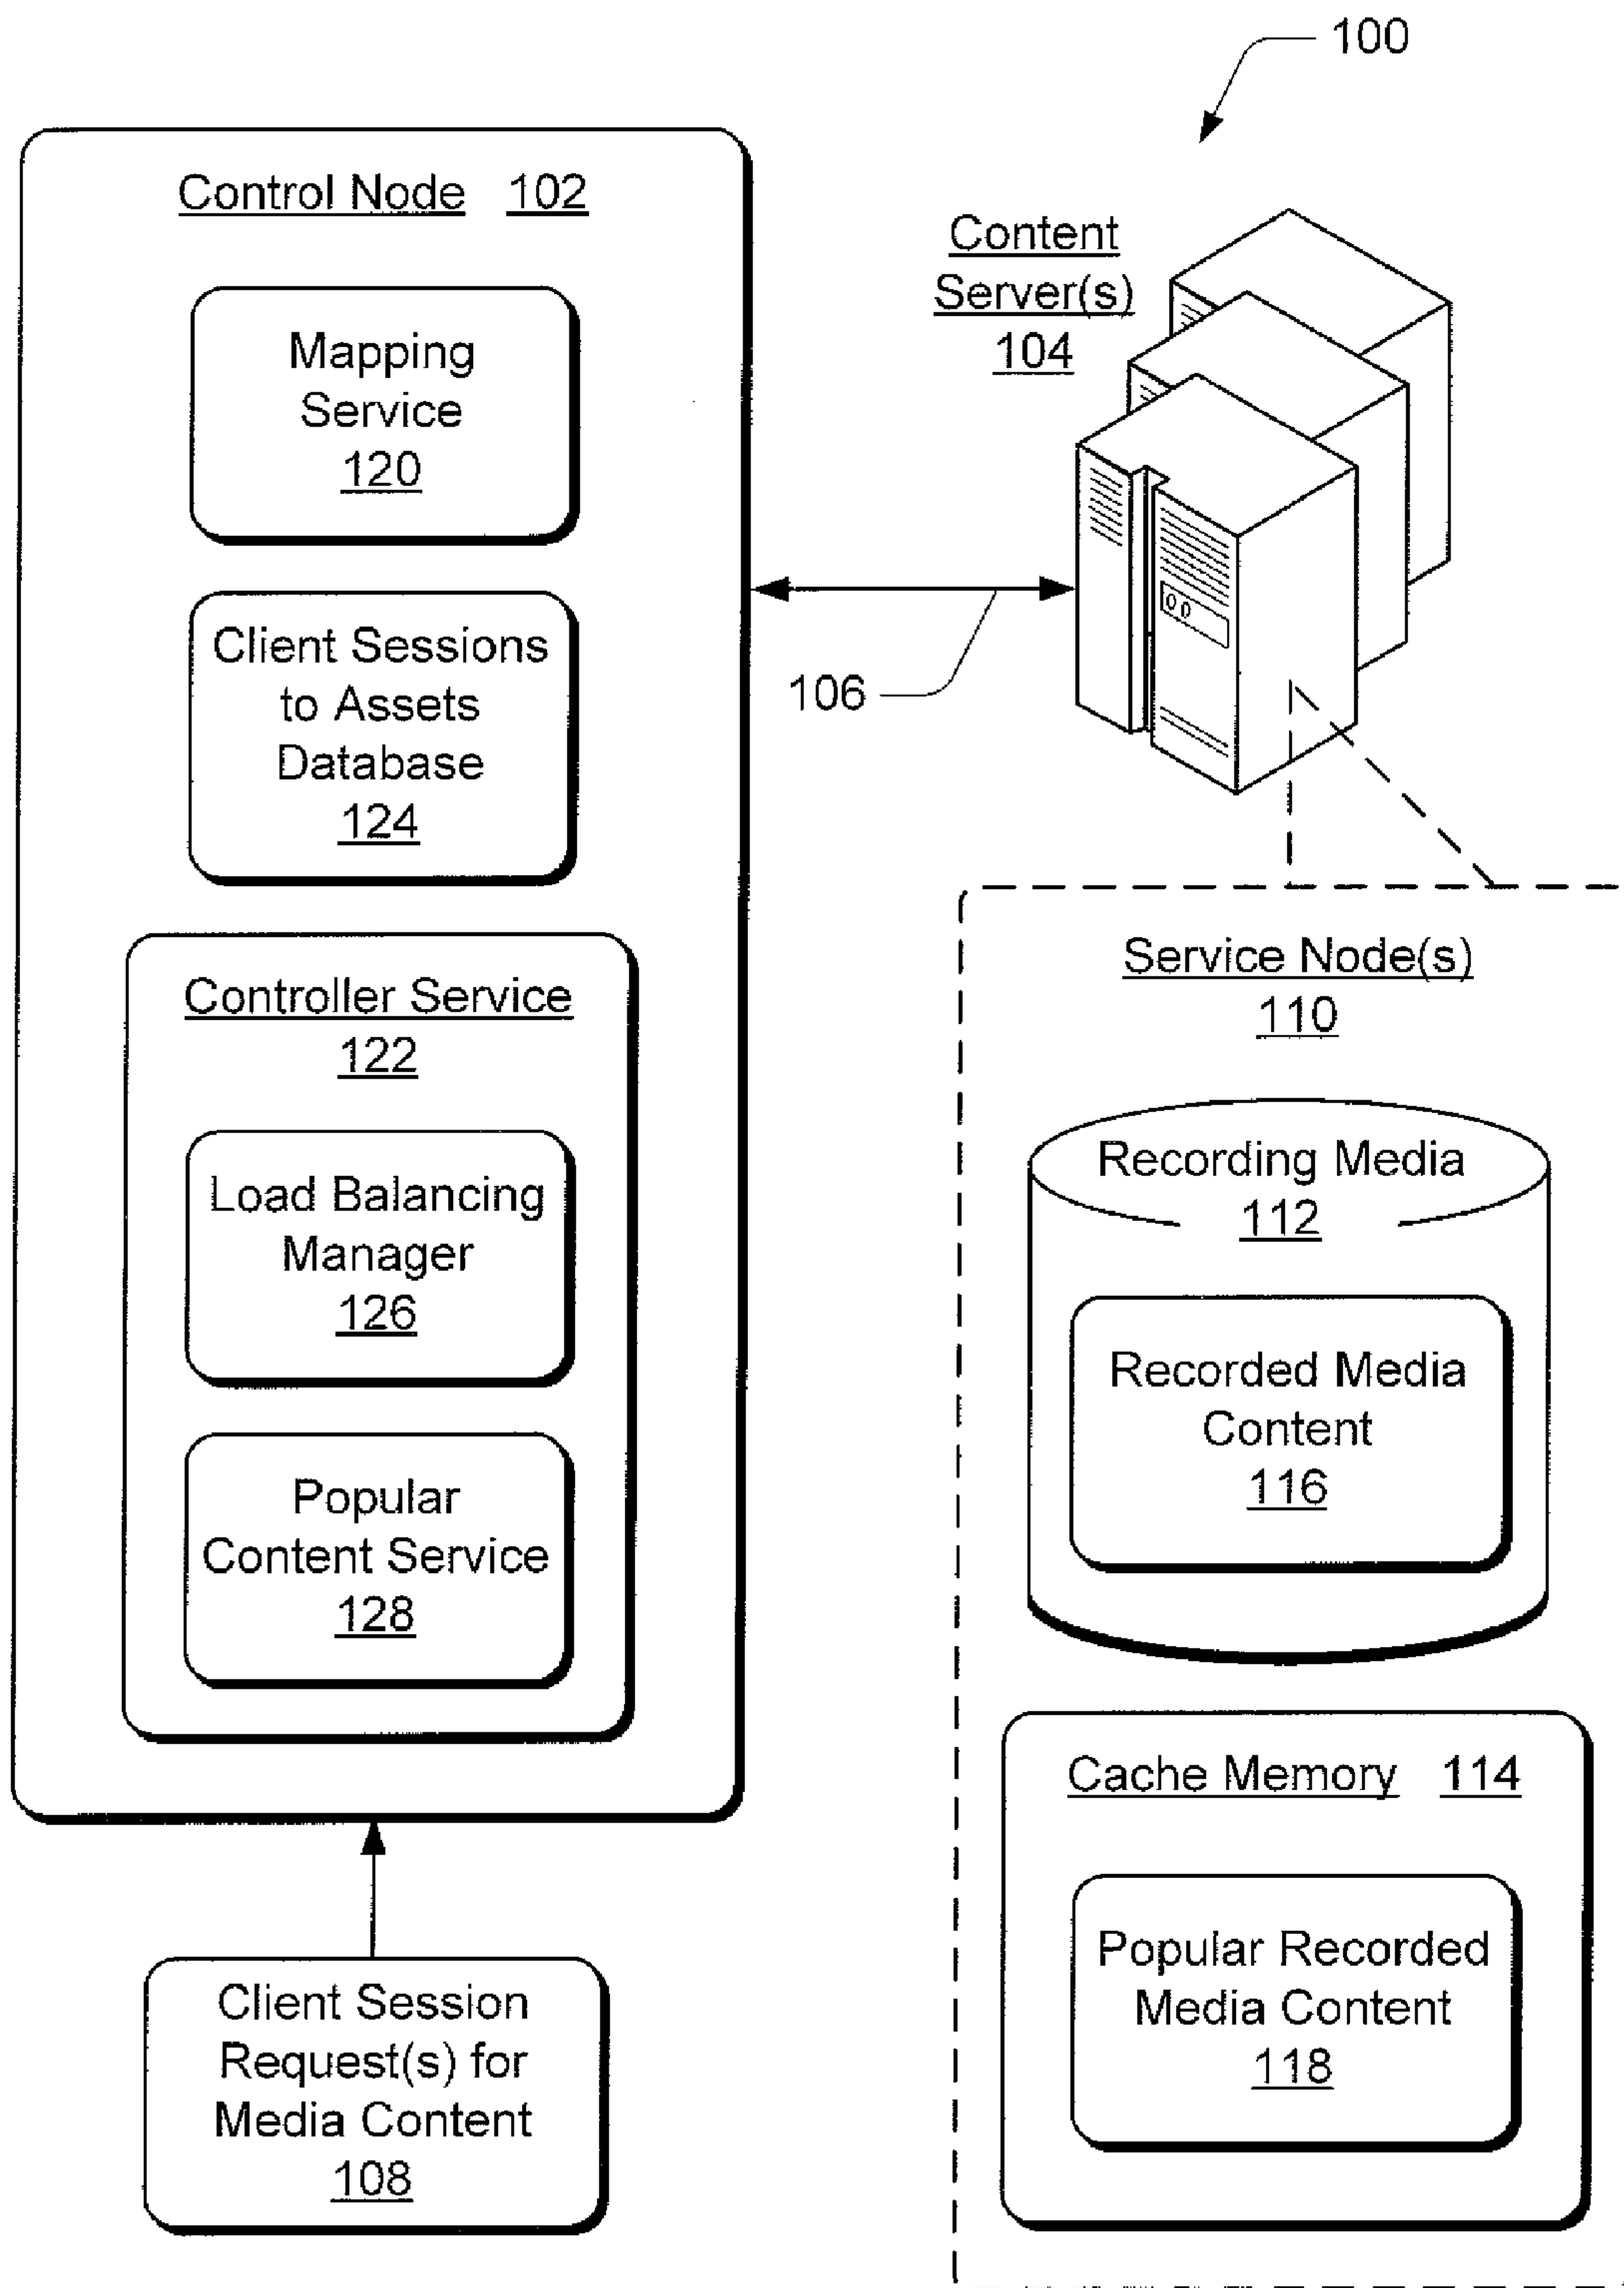 100
Control Node 102
Mapping
Service
120
Client Sessions
to Assets
Database
124
Controller Service
122
Load Balancing
Manager
126
Popular
Content Service
128
Client Session
Request(s) for
Media Content
108
Content
Server(s)
104
106
Service Node(s)
110
Recording Media
112
Recorded Media
Content
116
Cache Memory 114
Popular Recorded
Media Content
118